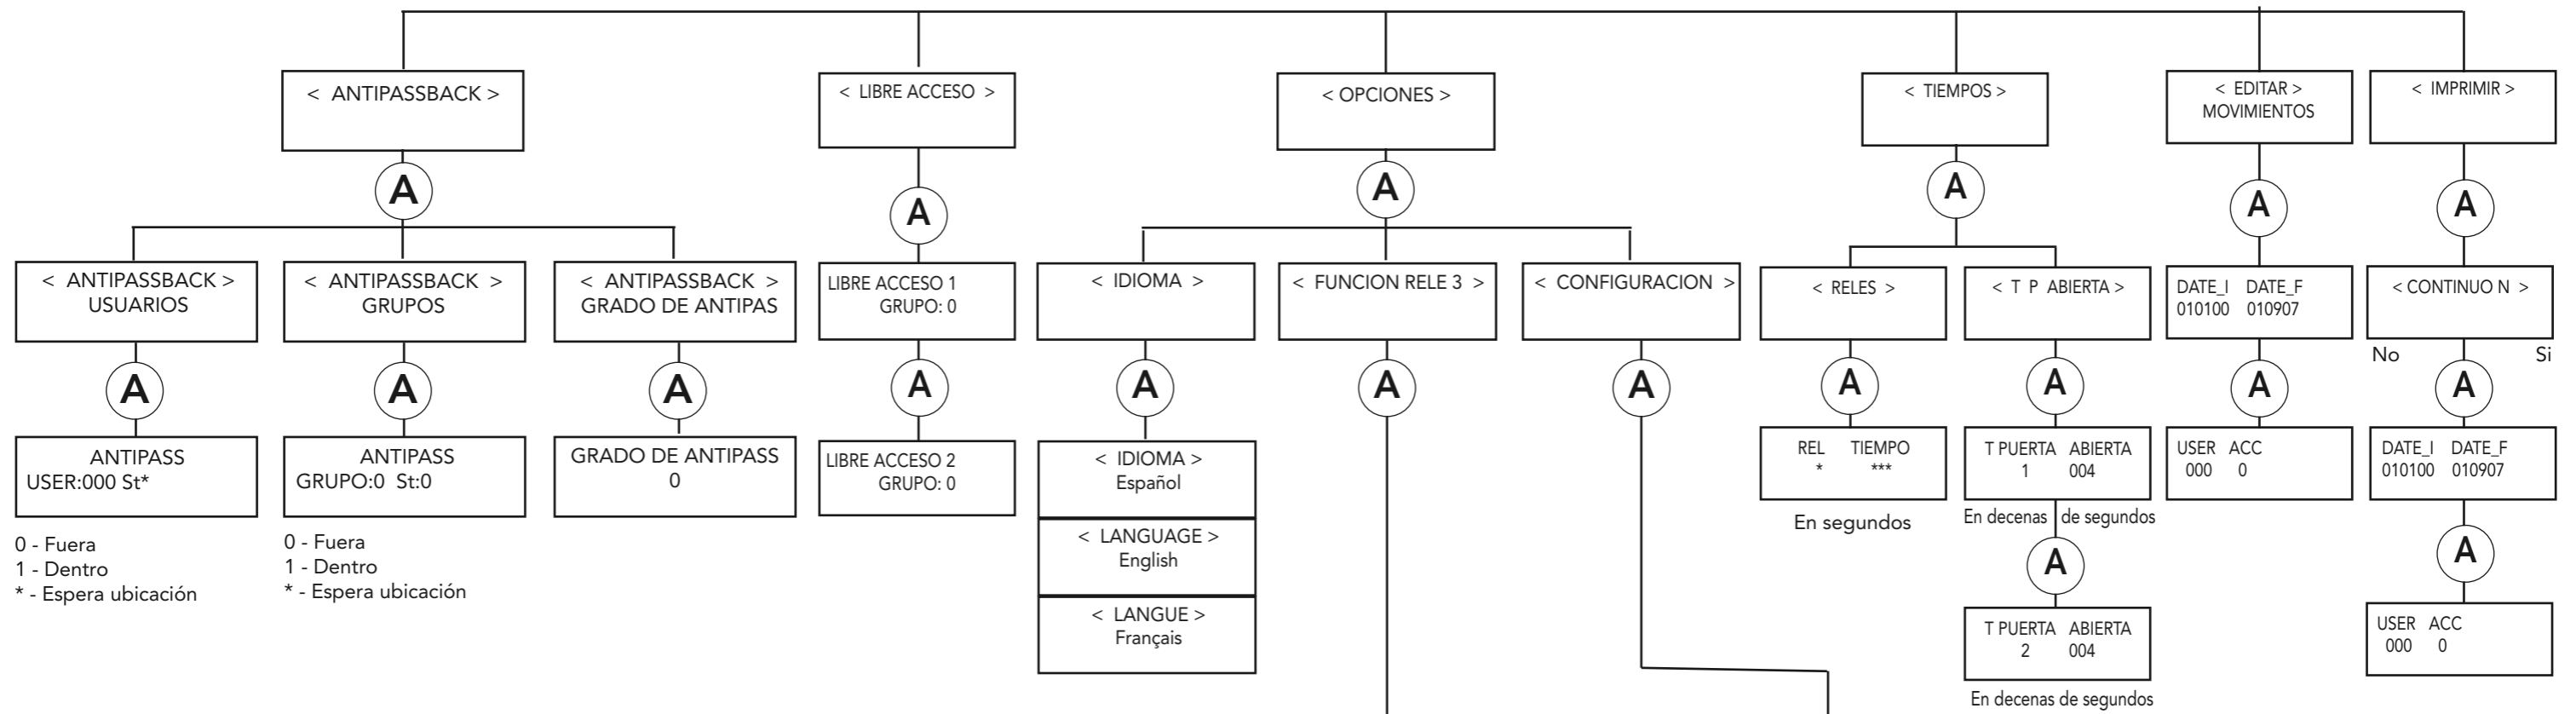 < ANTIPASSBACK >
< LIBRE ACCESO >
< OPCIONES >
< TIEMPOS >
< EDITAR >
MOVIMIENTOS
< IMPRIMIR >
A
A
A
A
A
A
< ANTIPASSBACK >
USUARIOS
< ANTIPASSBACK >
GRUPOS
< ANTIPASSBACK >
GRADO DE ANTIPAS
LIBRE ACCESO 1
GRUPO: 0
< IDIOMA >
< FUNCION RELE 3 >
< CONFIGURACION >
< RELES >
< T P ABIERTA >
DATE_I DATE_F
010100 010907
< CONTINUO N >
No Si
A
A
A
A
A
A
A
A
A
A
A
ANTIPASS
USER:000 St*
ANTIPASS
GRUPO:0 St:0
GRADO DE ANTIPASS
0
LIBRE ACCESO 2
GRUPO: 0
< IDIOMA >
Español
< LANGUAGE >
English
< LANGUE >
Français
REL TIEMPO
* ***
En segundos
T PUERTA ABIERTA
1 004
En decenas de segundos
USER ACC
000 0
DATE_I DATE_F
010100 010907
0 - Fuera
1 - Dentro
* - Espera ubicación
0 - Fuera
1 - Dentro
* - Espera ubicación
A
A
T PUERTA ABIERTA
2 004
En decenas de segundos
USER ACC
000 0